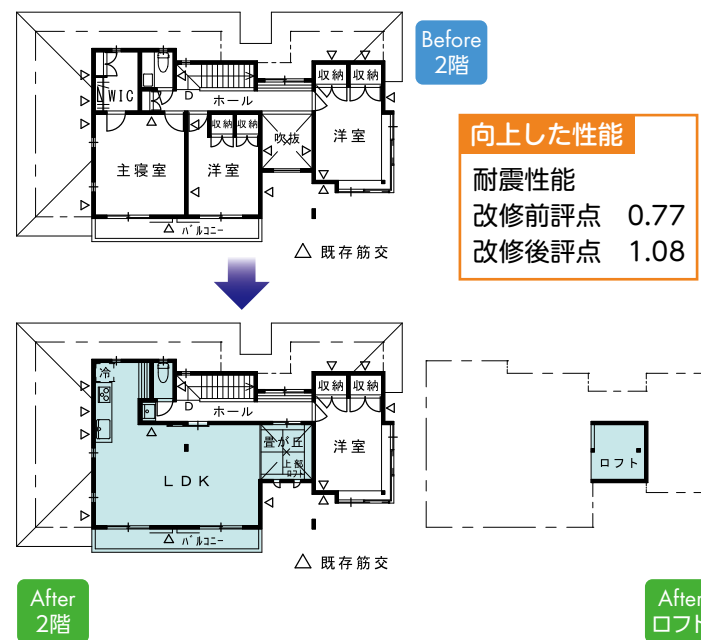 Before
2階
収納
収納
WIC
D
ホール
収納
収納
吹抜
洋室
主寝室
洋室
バルコニー
△ 既存筋交
向上した性能
耐震性能
改修前評点 0.77
改修後評点 1.08
冷
収納
収納
D
ホール
畳が丘
上部
ロフト
洋室
LDK
バルコニー
△ 既存筋交
ロフト
After
2階
After
ロフト